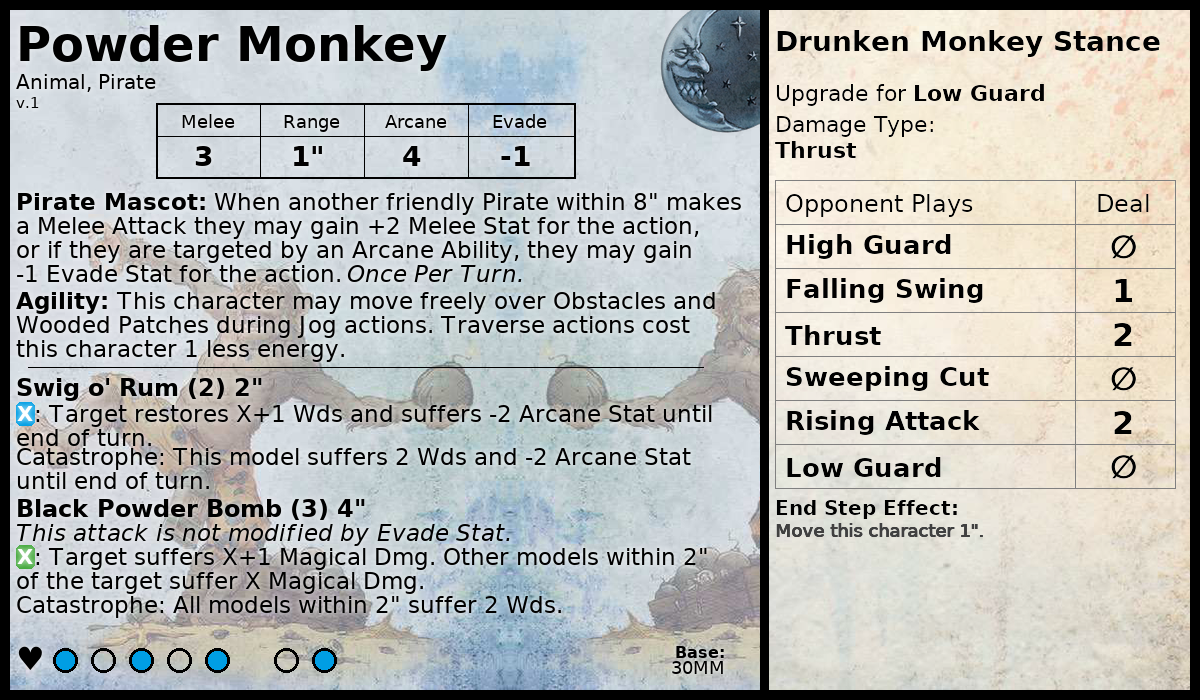 Powder Monkey
Animal, Pirate
v.1
Melee Range Arcane Evade
3 1" 4 -1
Pirate Mascot: When another friendly Pirate within 8" makes
a Melee Attack they may gain +2 Melee Stat for the action,
or if they are targeted by an Arcane Ability, they may gain
-1 Evade Stat for the action. Once Per Turn.
Agility: This character may move freely over Obstacles and
Wooded Patches during Jog actions. Traverse actions cost
this character 1 less energy.
Swig o' Rum (2) 2"
X: Target restores X+1 Wds and suffers -2 Arcane Stat until
end of turn.
Catastrophe: This model suffers 2 Wds and -2 Arcane Stat
until end of turn.
Black Powder Bomb (3) 4"
This attack is not modified by Evade Stat.
X: Target suffers X+1 Magical Dmg. Other models within 2"
of the target suffer X Magical Dmg.
Catastrophe: All models within 2" suffer 2 Wds.
Base:
30MM
Drunken Monkey Stance
Upgrade for Low Guard
Damage Type:
Thrust
Opponent Plays Deal
High Guard ∅
Falling Swing 1
Thrust 2
Sweeping Cut ∅
Rising Attack 2
Low Guard ∅
End Step Effect:
Move this character 1".